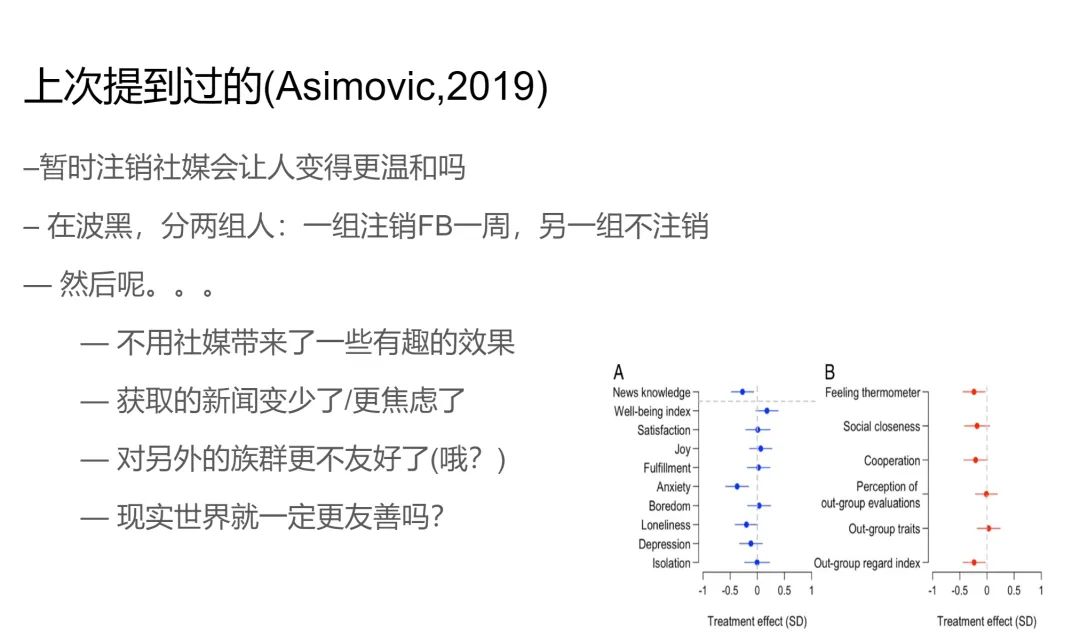 上次提到过的(Asimovic,2019)
–暂时注销社媒会让人变得更温和吗
– 在波黑，分两组人：一组注销FB一周，另一组不注销
— 然后呢。。。
— 不用社媒带来了一些有趣的效果
— 获取的新闻变少了/更焦虑了
— 对另外的族群更不友好了(哦？)
— 现实世界就一定更友善吗？
A
News knowledge
Well-being index
Satisfaction
Joy
Fulfillment
Anxiety
Boredom
Loneliness
Depression
Isolation
-1 -0.5 0 0.5 1
Treatment effect (SD)
B
Feeling thermometer
Social closeness
Cooperation
Perception of
out-group evaluations
Out-group traits
Out-group regard index
-1 -0.5 0 0.5 1
Treatment effect (SD)